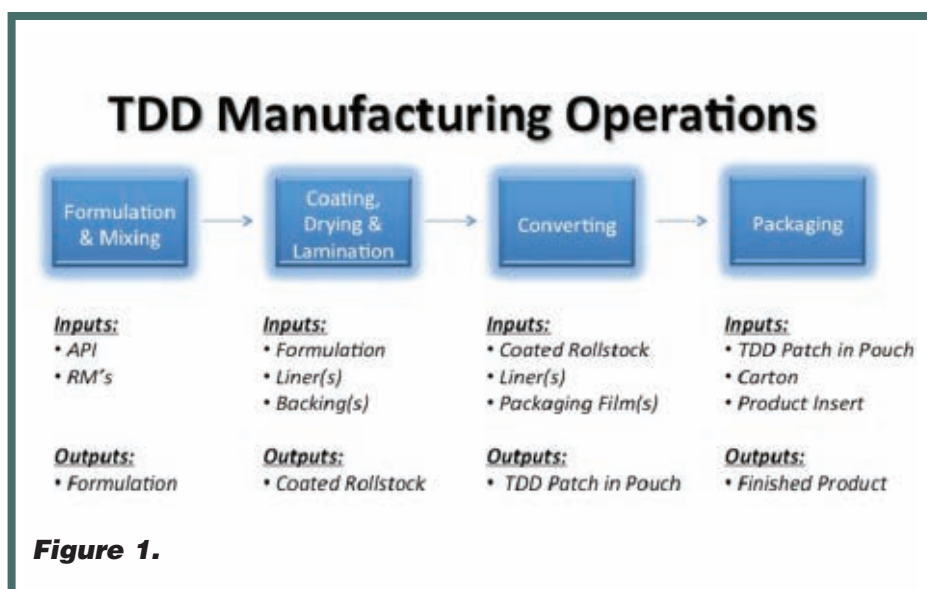 TDD Manufacturing Operations
Formulation
& Mixing
Coating,
Drying &
Lamination
Converting
Packaging
Inputs:
• API
• RM's
Outputs:
• Formulation
Inputs:
• Formulation
• Liner(s)
• Backing(s)
Outputs:
• Coated Rollstock
Inputs:
• Coated Rollstock
• Liner(s)
• Packaging Film(s)
Outputs:
• TDD Patch in Pouch
Inputs:
• TDD Patch in Pouch
• Carton
• Product Insert
Outputs:
• Finished Product
Figure 1.